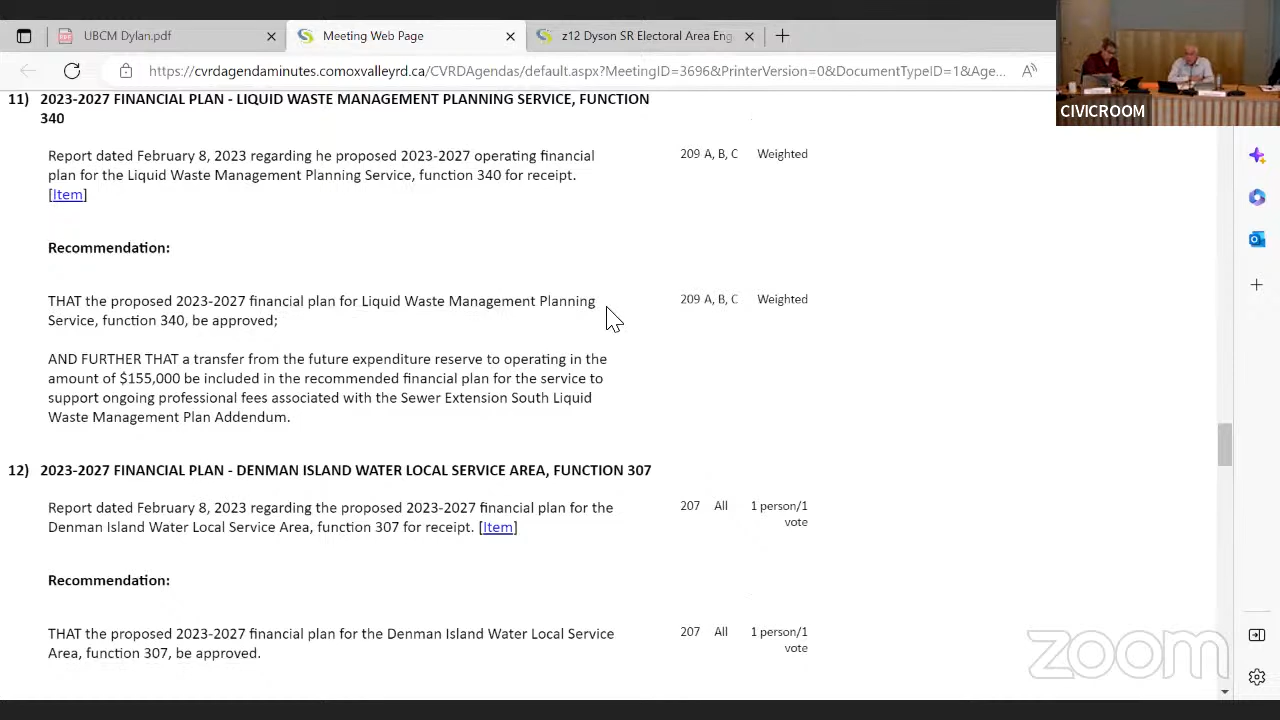 UBCM Dylan.pdf
Meeting Web Page
z12 Dyson SR Electoral Area Eng
https://cvrdagendaminutes.comoxvalleyrd.ca/CVRDAgendas/default.aspx?MeetingID=3696&PrinterVersion=0&DocumentTypeID=1&Age...
CIVICROOM
11) 2023-2027 FINANCIAL PLAN - LIQUID WASTE MANAGEMENT PLANNING SERVICE, FUNCTION
340
Report dated February 8, 2023 regarding he proposed 2023-2027 operating financial
plan for the Liquid Waste Management Planning Service, function 340 for receipt.
[Item]
209 A, B, C Weighted
Recommendation:
THAT the proposed 2023-2027 financial plan for Liquid Waste Management Planning
Service, function 340, be approved;
209 A, B, C Weighted
AND FURTHER THAT a transfer from the future expenditure reserve to operating in the
amount of $155,000 be included in the recommended financial plan for the service to
support ongoing professional fees associated with the Sewer Extension South Liquid
Waste Management Plan Addendum.
12) 2023-2027 FINANCIAL PLAN - DENMAN ISLAND WATER LOCAL SERVICE AREA, FUNCTION 307
Report dated February 8, 2023 regarding the proposed 2023-2027 financial plan for the
Denman Island Water Local Service Area, function 307 for receipt. [Item]
207 All 1 person/1
vote
Recommendation:
THAT the proposed 2023-2027 financial plan for the Denman Island Water Local Service
Area, function 307, be approved.
207 All 1 person/1
vote
zoom